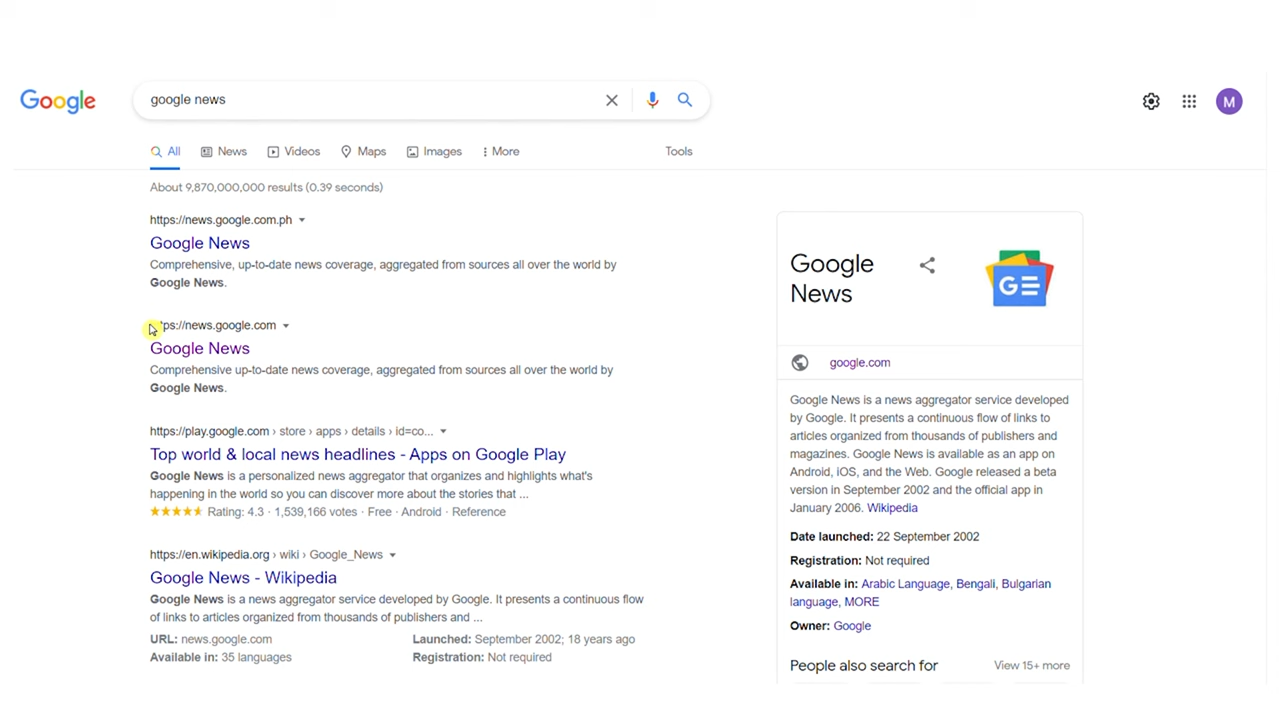 Google
google news
M
All News Videos Maps Images More Tools
About 9,870,000,000 results (0.39 seconds)
https://news.google.com.ph
Google News
Comprehensive, up-to-date news coverage, aggregated from sources all over the world by
Google News.
https://news.google.com
Google News
Comprehensive up-to-date news coverage, aggregated from sources all over the world by
Google News.
https://play.google.com › store › apps › details › id=co...
Top world & local news headlines - Apps on Google Play
Google News is a personalized news aggregator that organizes and highlights what's
happening in the world so you can discover more about the stories that ...
Rating: 4.3 · 1,539,166 votes · Free · Android · Reference
https://en.wikipedia.org › wiki › Google_News
Google News - Wikipedia
Google News is a news aggregator service developed by Google. It presents a continuous flow
of links to articles organized from thousands of publishers and ...
URL: news.google.com
Launched: September 2002; 18 years ago
Available in: 35 languages
Registration: Not required
Google
News
GE
google.com
Google News is a news aggregator service developed
by Google. It presents a continuous flow of links to
articles organized from thousands of publishers and
magazines. Google News is available as an app on
Android, iOS, and the Web. Google released a beta
version in September 2002 and the official app in
January 2006. Wikipedia
Date launched: 22 September 2002
Registration: Not required
Available in: Arabic Language, Bengali, Bulgarian
language, MORE
Owner: Google
People also search for
View 15+ more